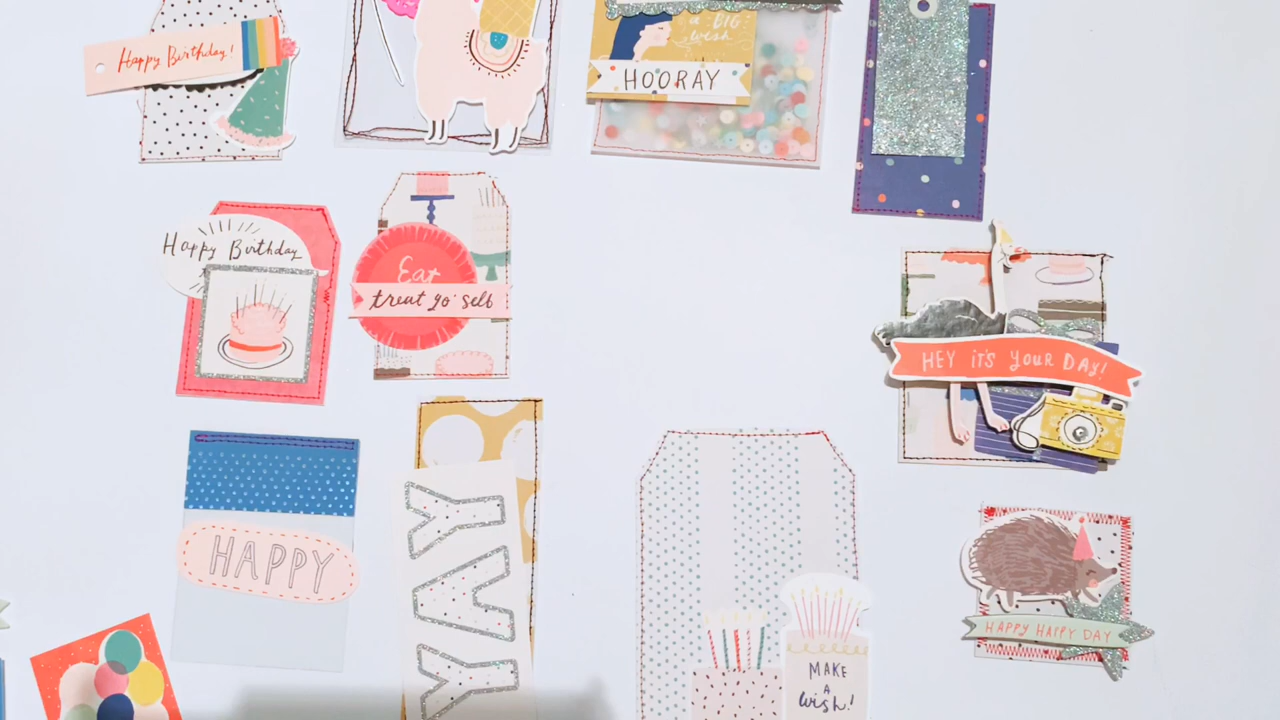 Happy Birthday!
a BIG
wish
HOORAY
Happy Birthday
Eat
treat yo' self
HEY it's YOUR DAY!
HAPPY
YAY
MAKE
A
wish!
HAPPY HAPPY DAY